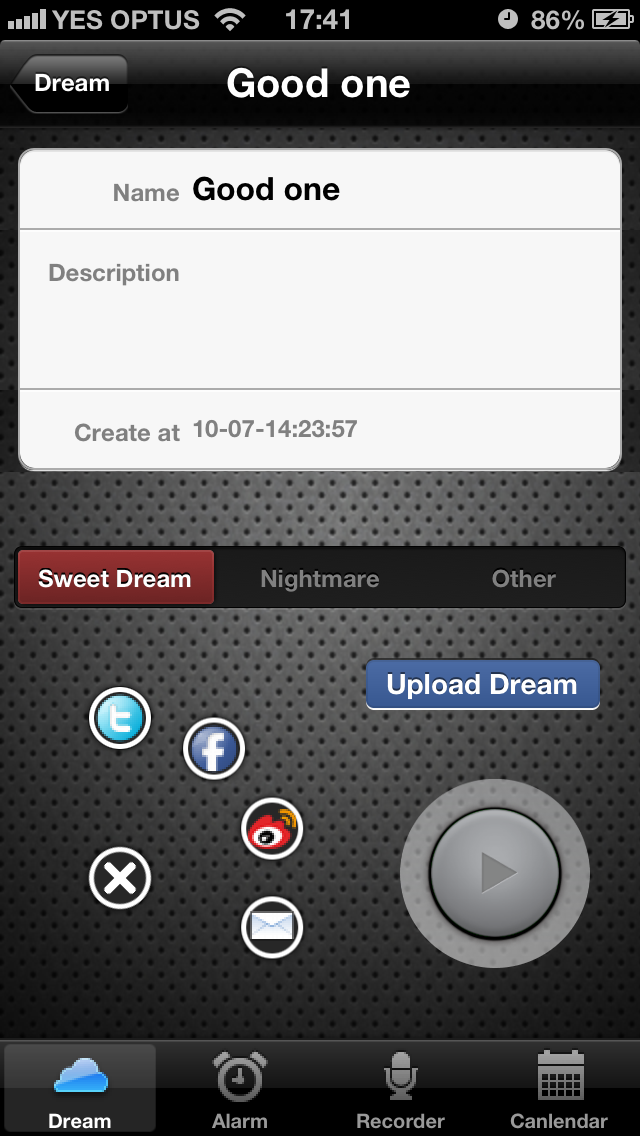 YES OPTUS 17:41 86%
Dream Good one
Name Good one
Description
Create at 10-07-14:23:57
Sweet Dream Nightmare Other
Upload Dream
Dream Alarm Recorder Canlendar